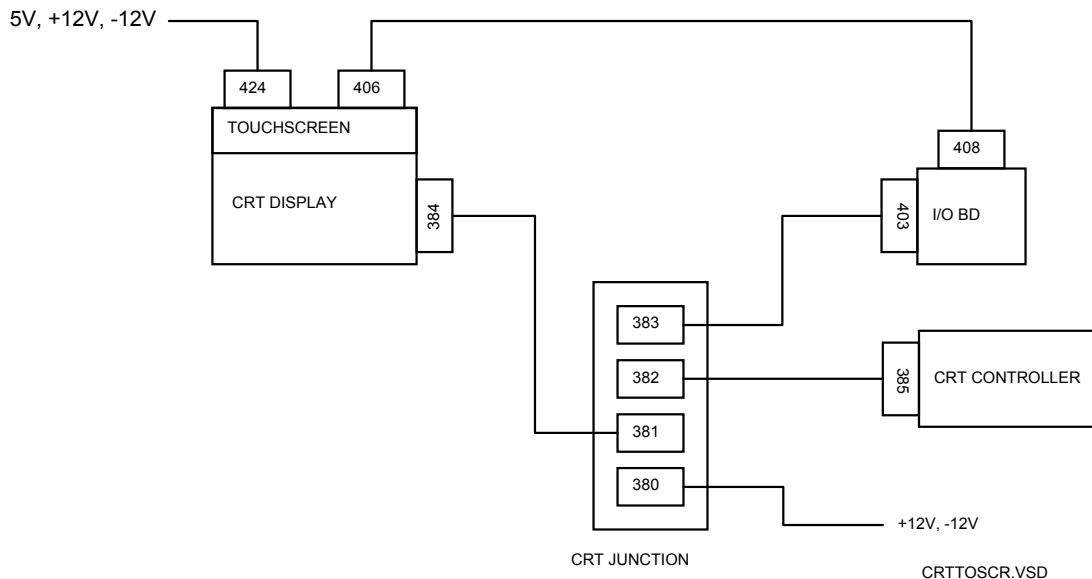 5V, +12V, -12V
424
406
TOUCHSCREEN
CRT DISPLAY
384
408
403
I/O BD
383
382
381
380
385
CRT CONTROLLER
+12V, -12V
CRT JUNCTION
CRTTOSCR.VSD